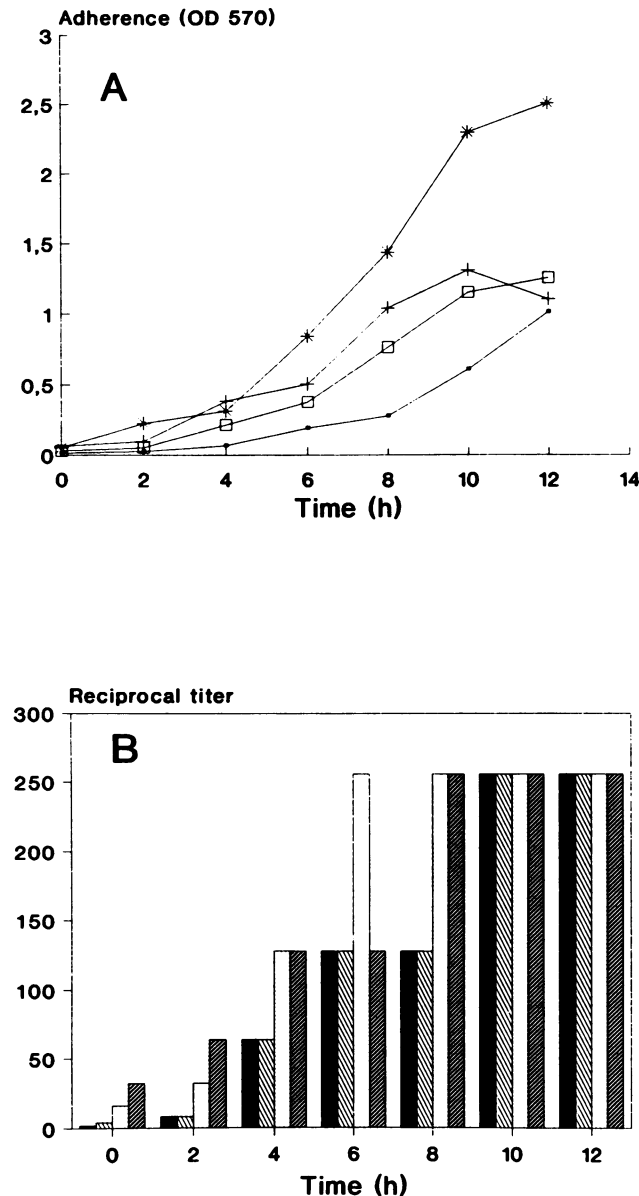 Adherence (OD 570)
A
3
2,5
2
1,5
1
0,5
0
0 2 4 6 8 10 12 14
Time (h)
Reciprocal titer
B
300
250
200
150
100
50
0
0 2 4 6 8 10 12
Time (h)